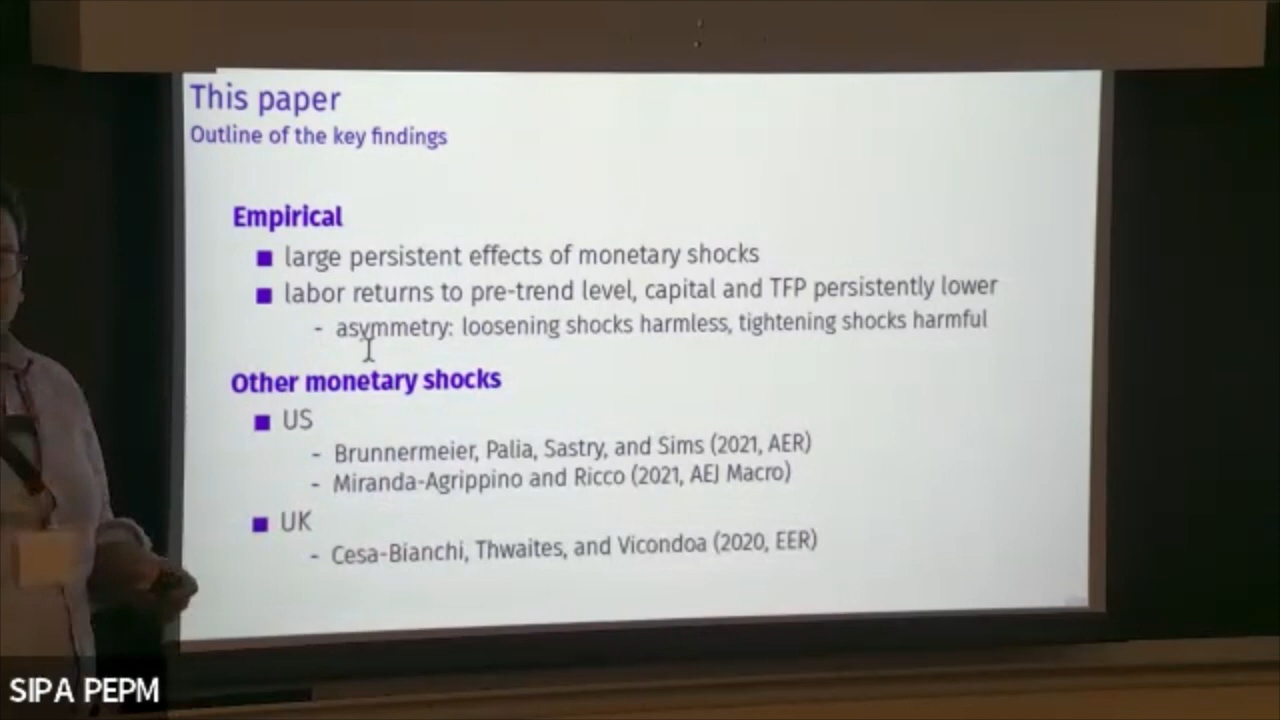 This paper
Outline of the key findings
Empirical
■ large persistent effects of monetary shocks
■ labor returns to pre-trend level, capital and TFP persistently lower
- asymmetry: loosening shocks harmless, tightening shocks harmful
Other monetary shocks
■ US
- Brunnermeier, Palia, Sastry, and Sims (2021, AER)
- Miranda-Agrippino and Ricco (2021, AEJ Macro)
■ UK
- Cesa-Bianchi, Thwaites, and Vicondoa (2020, EER)
SIPA PEPM